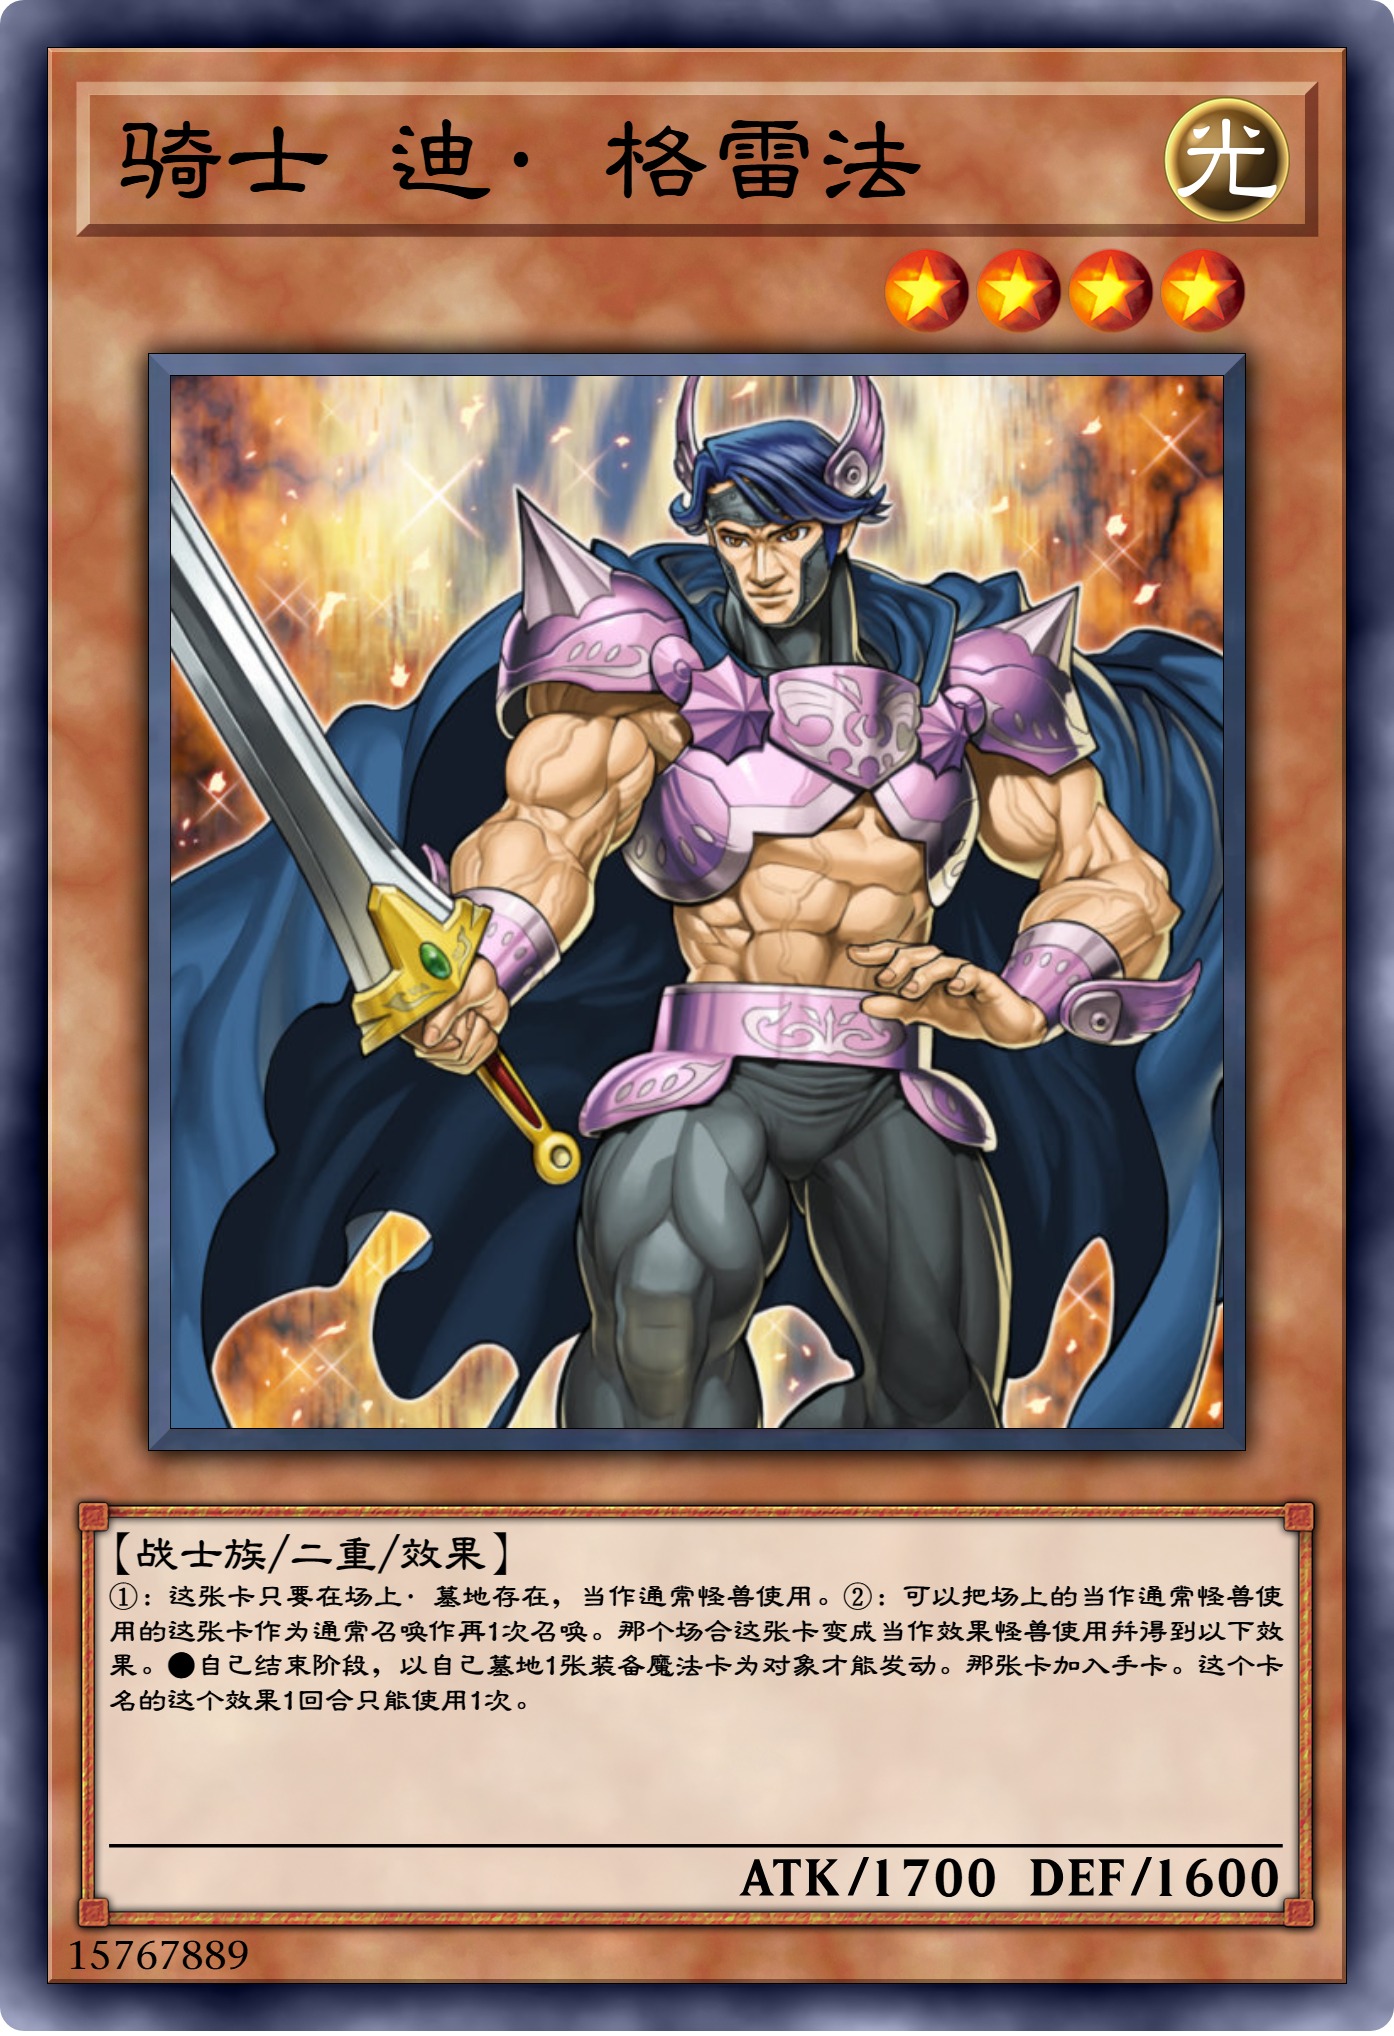 骑士 迪· 格雷法
光
【战士族/二重/效果】
①：这张卡只要在场上· 墓地存在，当作通常怪兽使用。②：可以把场上的当作通常怪兽使
用的这张卡作为通常召唤作再1次召唤。那个场合这张卡变成当作效果怪兽使用并得到以下效
果。●自己结束阶段，以自己墓地1张装备魔法卡为对象才能发动。那张卡加入手卡。这个卡
名的这个效果1回合只能使用1次。
ATK/1700 DEF/1600
15767889